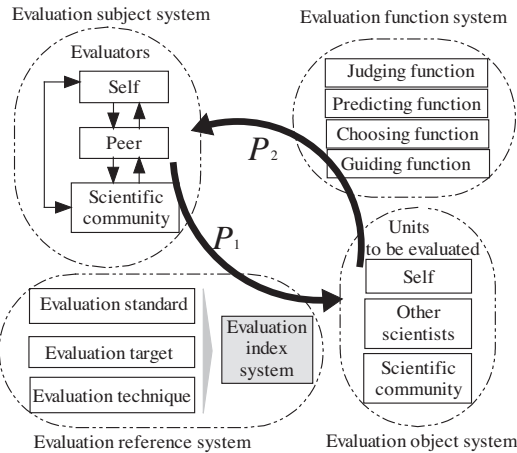 Evaluation subject system
Evaluators
Self
Peer
Scientific
community
Evaluation function system
Judging function
Predicting function
Choosing function
Guiding function
P2
P1
Units
to be evaluated
Self
Other
scientists
Scientific
community
Evaluation object system
Evaluation standard
Evaluation target
Evaluation technique
Evaluation
index
system
Evaluation reference system